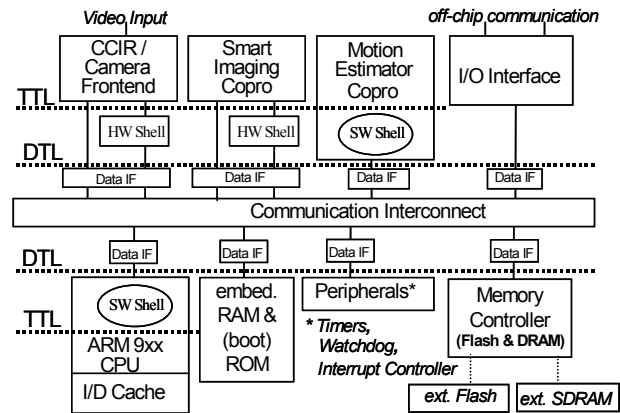 Video Input
off-chip communication
CCIR /
Camera
Frontend
Smart
Imaging
Copro
Motion
Estimator
Copro
I/O Interface
TTL
HW Shell
HW Shell
SW Shell
DTL
Data IF
Data IF
Data IF
Data IF
Communication Interconnect
Data IF
Data IF
Data IF
Data IF
DTL
SW Shell
embed.
RAM &
(boot)
ROM
Peripherals*
Memory
Controller
(Flash & DRAM)
TTL
* Timers,
Watchdog,
Interrupt Controller
ARM 9xx
CPU
I/D Cache
ext. Flash
ext. SDRAM